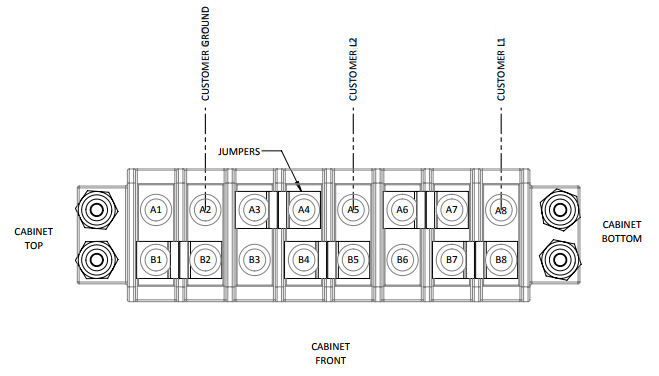 CUSTOMER GROUND
CUSTOMER L2
CUSTOMER L1
JUMPERS
A1 A2 A3 A4 A5 A6 A7 A8
CABINET
TOP
CABINET
BOTTOM
B1 B2 B3 B4 B5 B6 B7 B8
CABINET
FRONT